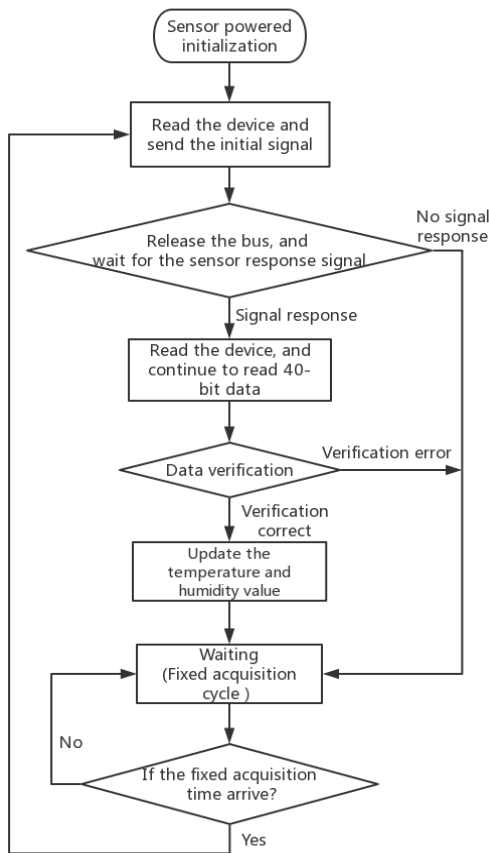 Sensor powered
initialization
Read the device and
send the initial signal
No signal
response
Release the bus, and
wait for the sensor response signal
Signal response
Read the device, and
continue to read 40-
bit data
Verification error
Data verification
Verification
correct
Update the
temperature and
humidity value
Waiting
(Fixed acquisition
cycle )
No
If the fixed acquisition
time arrive?
Yes